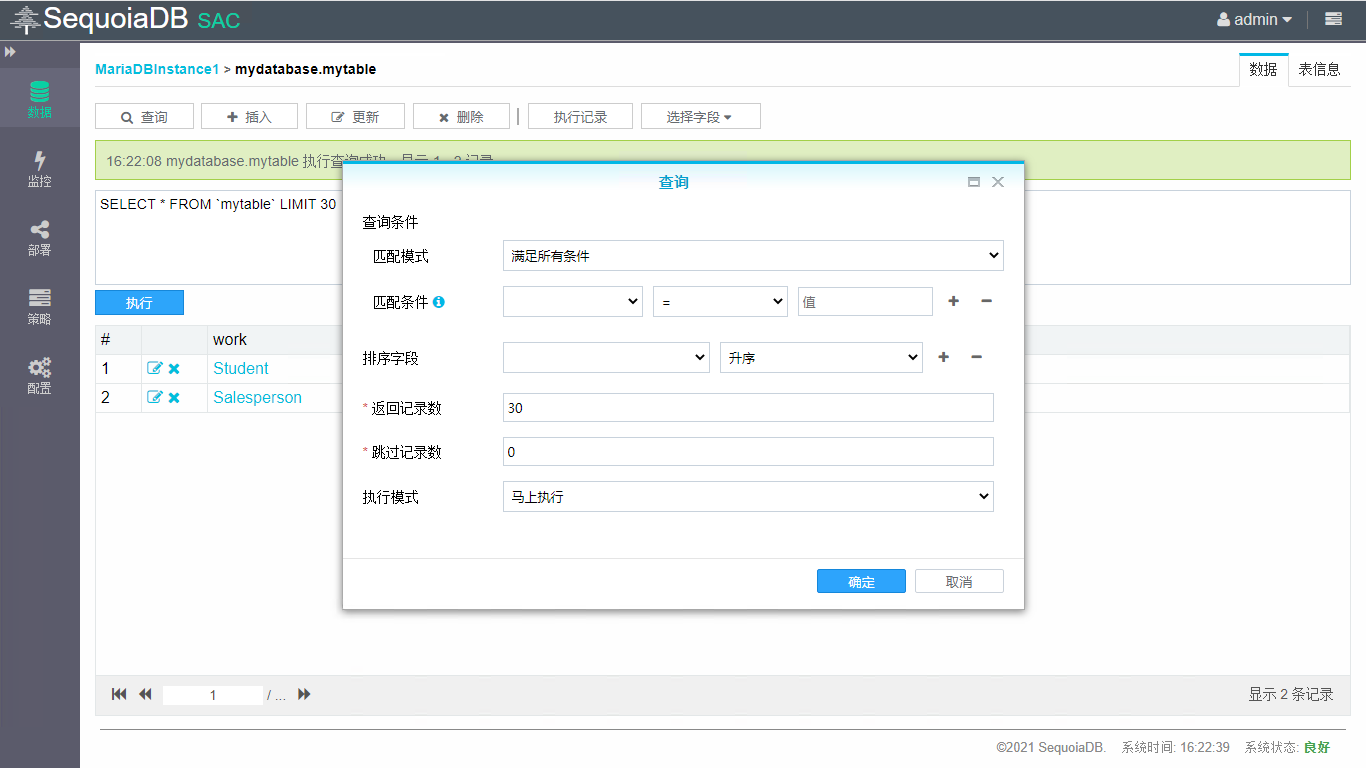 SequoiaDB SAC
admin
MariaDBInstance1 > mydatabase.mytable
数据 表信息
查询 插入 更新 删除 | 执行记录 选择字段
16:22:08 mydatabase.mytable 执行查询成功
SELECT * FROM `mytable` LIMIT 30
执行
# work
1 Student
2 Salesperson
数据
监控
部署
策略
配置
查询
查询条件
匹配模式 满足所有条件
匹配条件 = 值
排序字段 升序
* 返回记录数 30
* 跳过记录数 0
执行模式 马上执行
确定 取消
1 / ... 显示 2 条记录
©2021 SequoiaDB. 系统时间: 16:22:39 系统状态: 良好